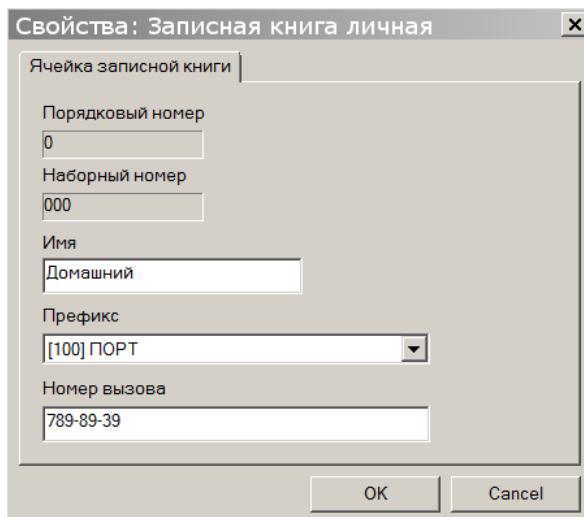 Свойства: Записная книга личная
Ячейка записной книги
Порядковый номер
0
Наборный номер
000
Имя
Домашний
Префикс
[100] ПОРТ
Номер вызова
789-89-39
OK Cancel